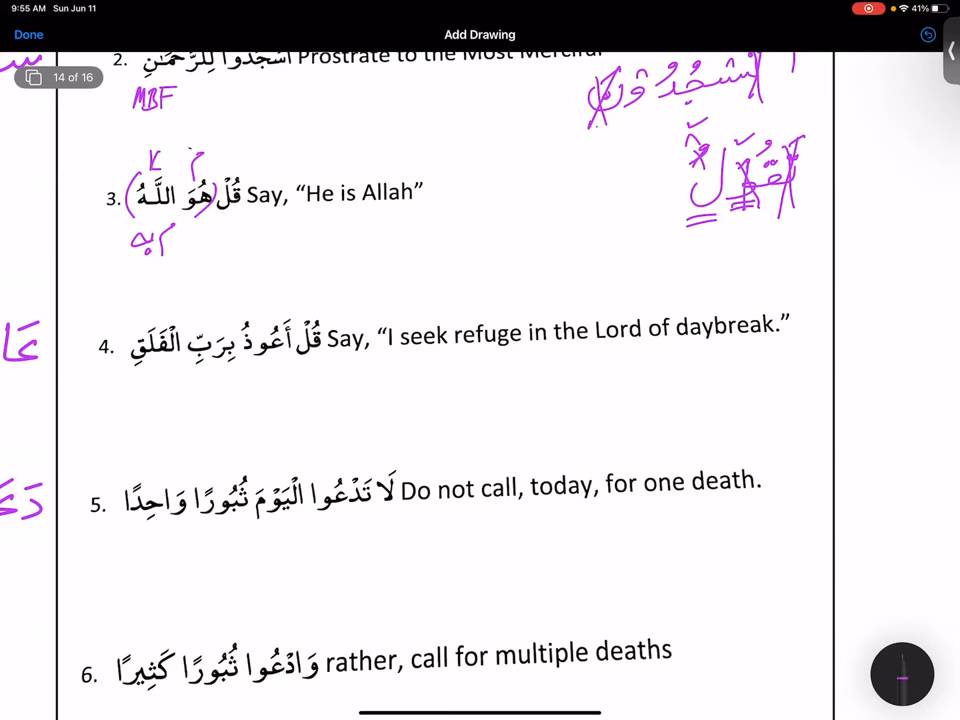 9:55 AM Sun Jun 11 41%
Done Add Drawing
14 of 16
2. اسْجُدُوا لِلرَّحْمَٰنِ Prostrate to the Most Merciful
MBF
3. قُلْ هُوَ اللَّهُ Say, “He is Allah”
4. قُلْ أَعُوذُ بِرَبِّ الْفَلَقِ Say, “I seek refuge in the Lord of daybreak.”
5. لَا تَدْعُوا الْيَوْمَ ثُبُورًا وَاحِدًا Do not call, today, for one death.
6. وَادْعُوا ثُبُورًا كَثِيرًا rather, call for multiple deaths